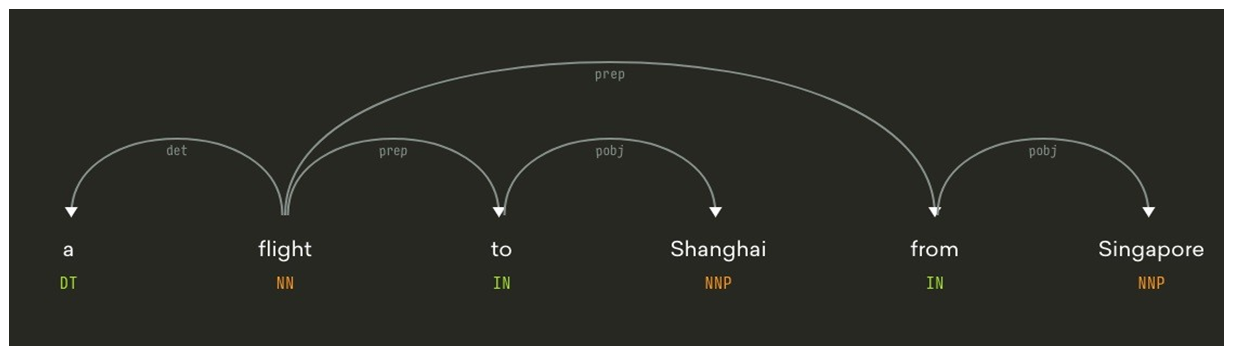 prep
det prep pobj pobj
a flight to Shanghai from Singapore
DT NN IN NNP IN NNP